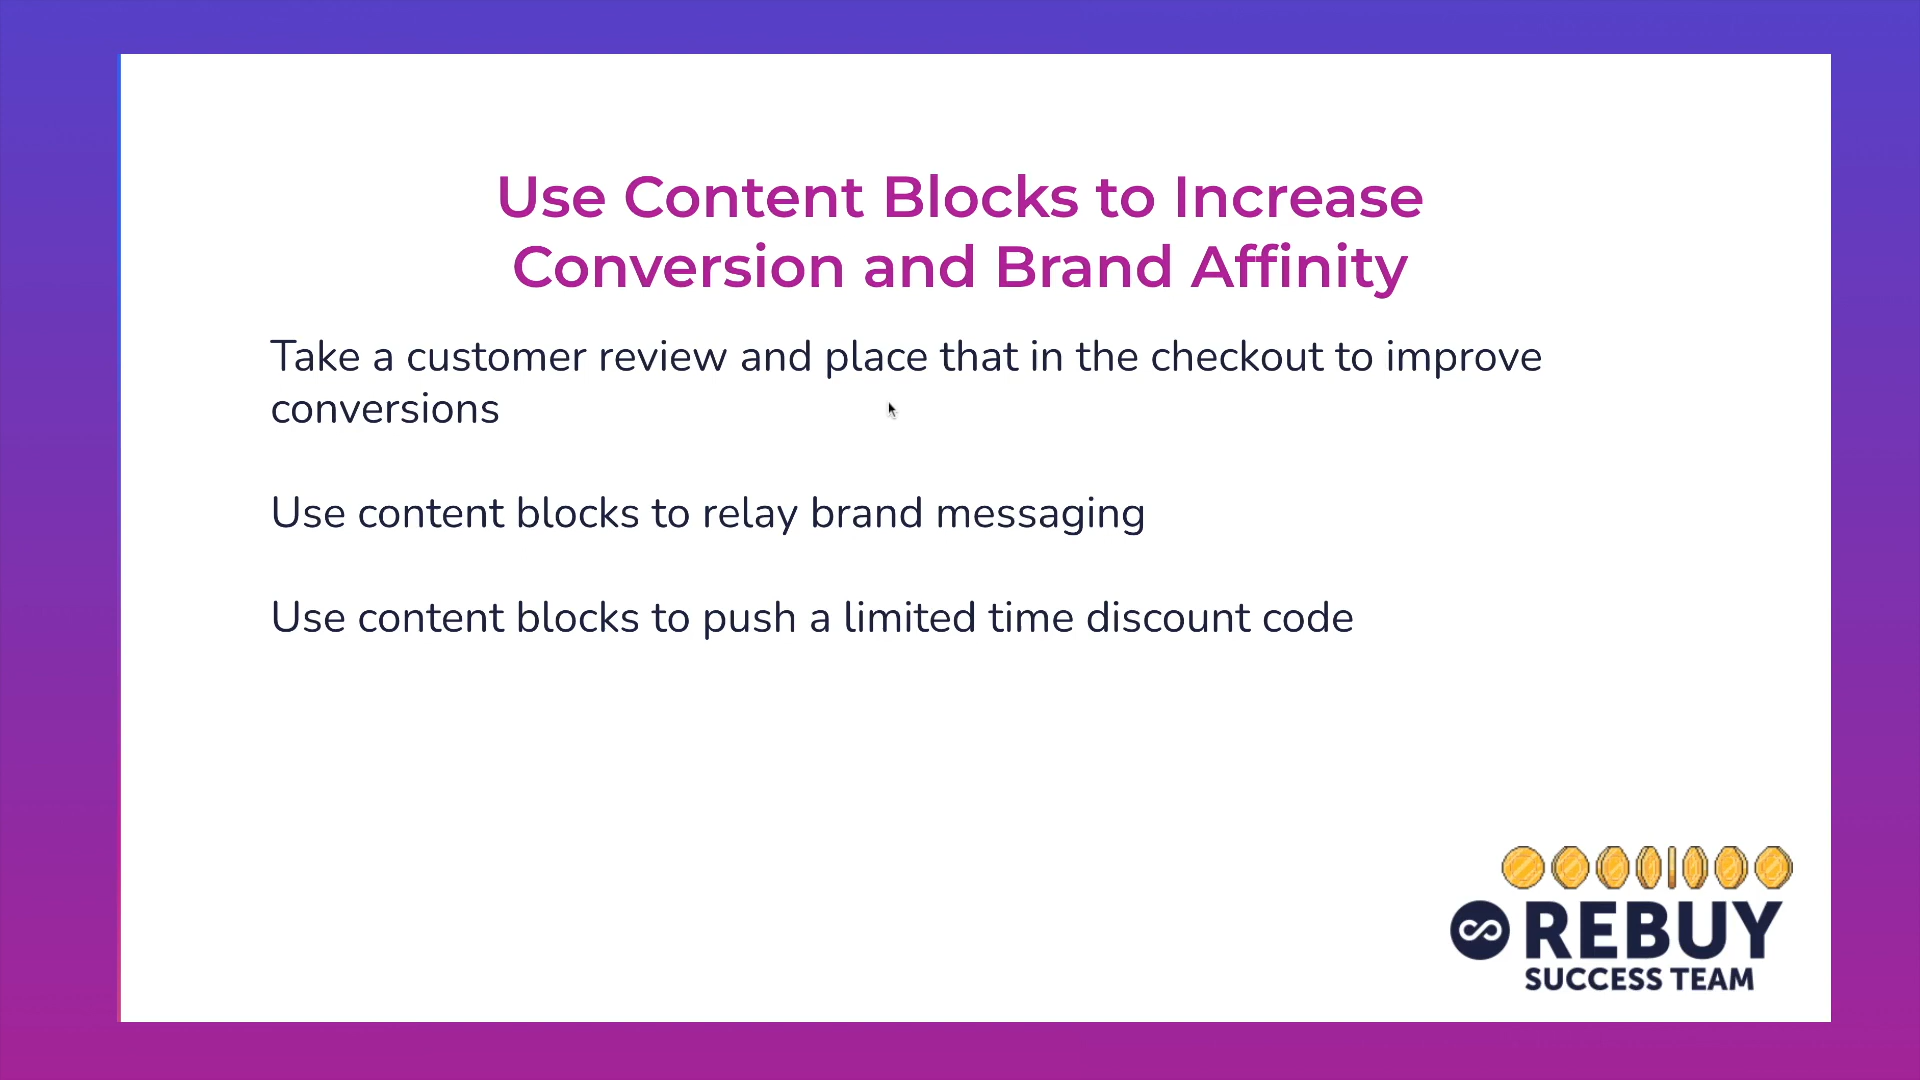 Use Content Blocks to Increase
Conversion and Brand Affinity
Take a customer review and place that in the checkout to improve
conversions
Use content blocks to relay brand messaging
Use content blocks to push a limited time discount code
REBUY
SUCCESS TEAM